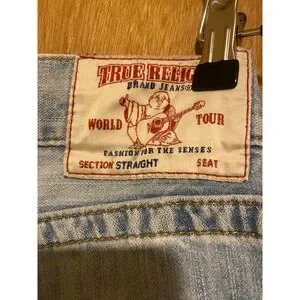 TRUE RELIG
BRAND JEANS®
WORLD TOUR
FASHION FOR THE SENSES
SECTION STRAIGHT SEAT